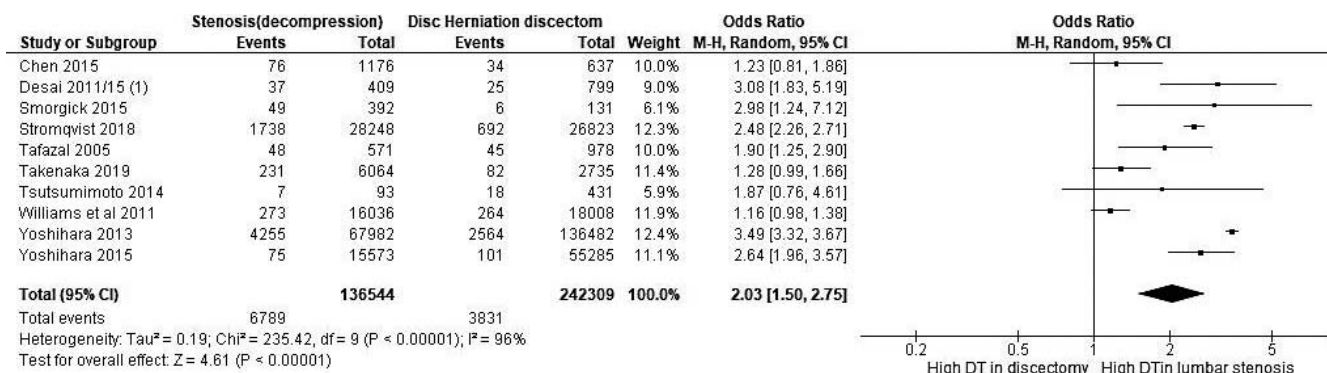 Stenosis(decompression) Disc Herniation discectom Odds Ratio Odds Ratio
Study or Subgroup Events Total Events Total Weight M-H, Random, 95% CI M-H, Random, 95% CI
Chen 2015 76 1176 34 637 10.0% 1.23 [0.81, 1.86]
Desai 2011/15 (1) 37 409 25 799 9.0% 3.08 [1.83, 5.19]
Smorgick 2015 49 392 6 131 6.1% 2.98 [1.24, 7.12]
Stromqvist 2018 1738 28248 692 26823 12.3% 2.48 [2.26, 2.71]
Tafazal 2005 48 571 45 978 10.0% 1.90 [1.25, 2.90]
Takenaka 2019 231 6064 82 2735 11.4% 1.28 [0.99, 1.66]
Tsutsumimoto 2014 7 93 18 431 5.9% 1.87 [0.76, 4.61]
Williams et al 2011 273 16036 264 18008 11.9% 1.16 [0.98, 1.38]
Yoshihara 2013 4255 67982 2564 136482 12.4% 3.49 [3.32, 3.67]
Yoshihara 2015 75 15573 101 55285 11.1% 2.64 [1.96, 3.57]
Total (95% CI) 136544 242309 100.0% 2.03 [1.50, 2.75]
Total events 6789 3831
Heterogeneity: Tau² = 0.19; Chi² = 235.42, df = 9 (P < 0.00001); I² = 96%
Test for overall effect: Z = 4.61 (P < 0.00001)
0.2 0.5 1 2 5
High DT in discectomy High DTin lumbar stenosis